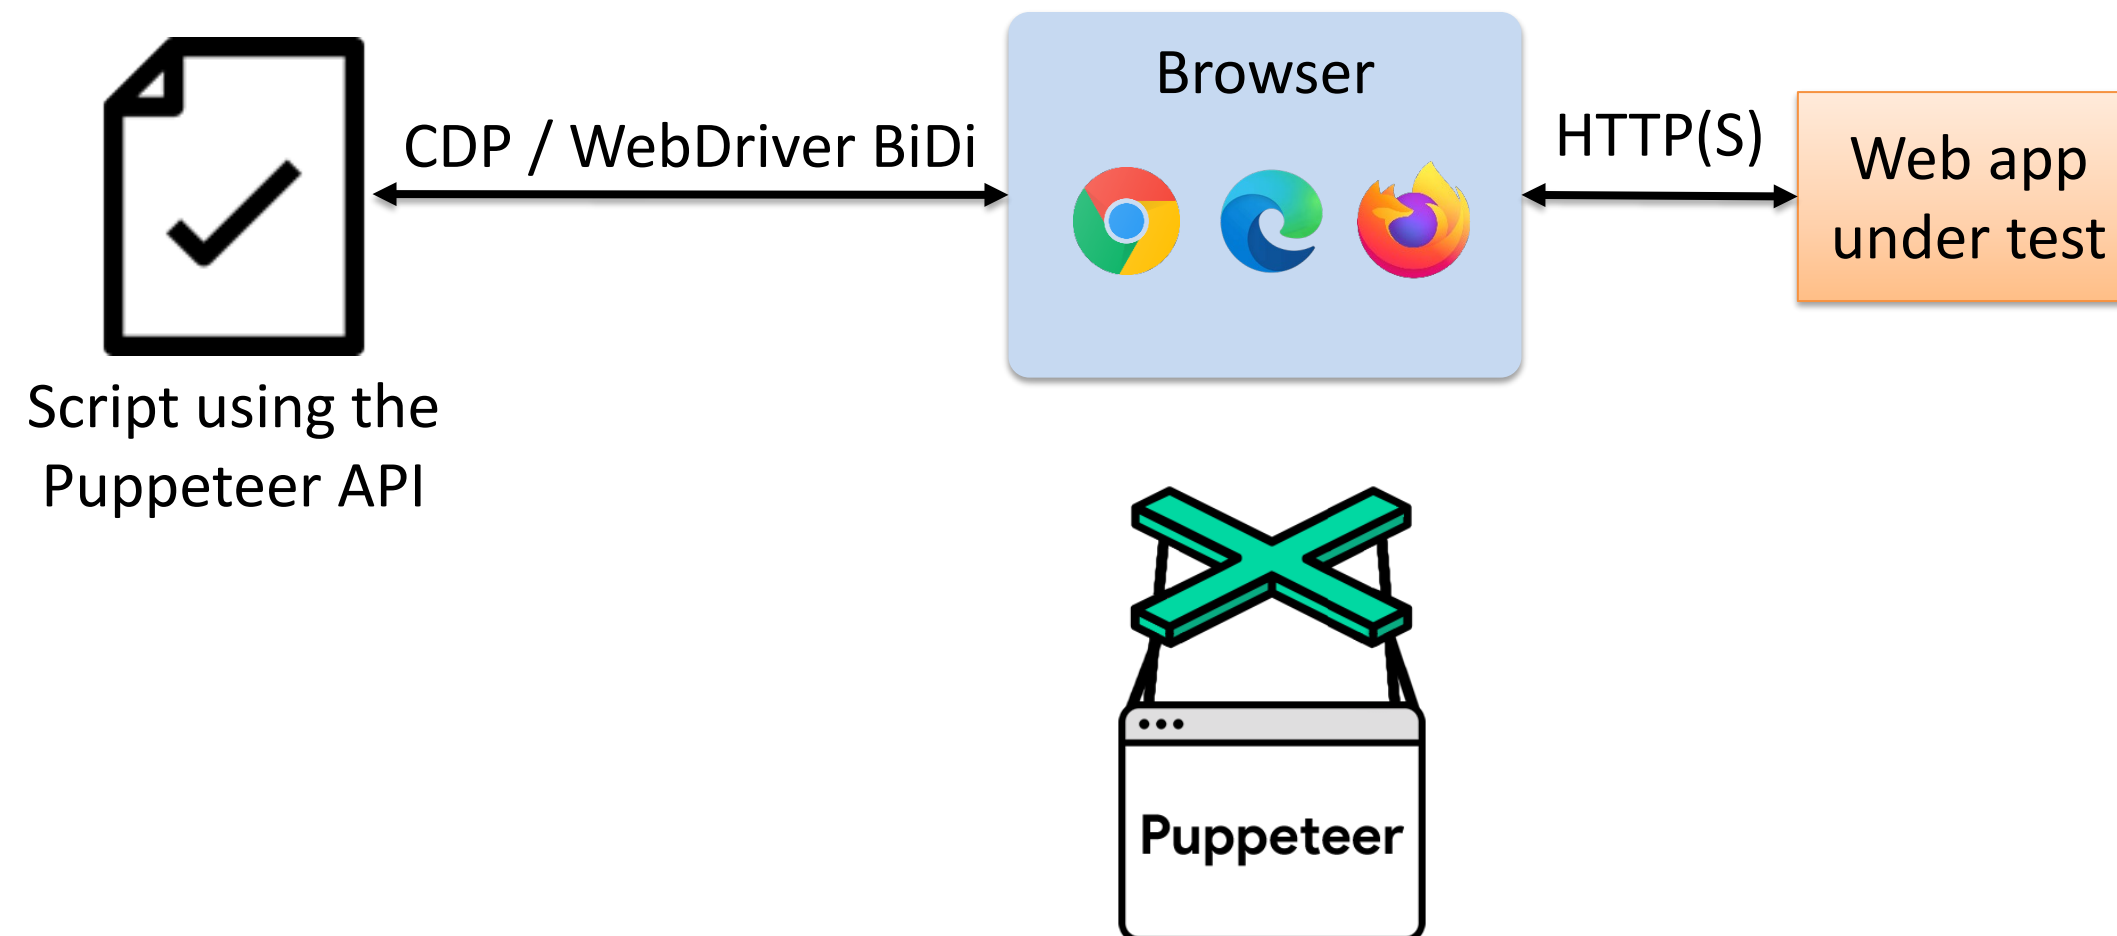 Browser
CDP / WebDriver BiDi
HTTP(S)
Web app
under test
Script using the
Puppeteer API
Puppeteer